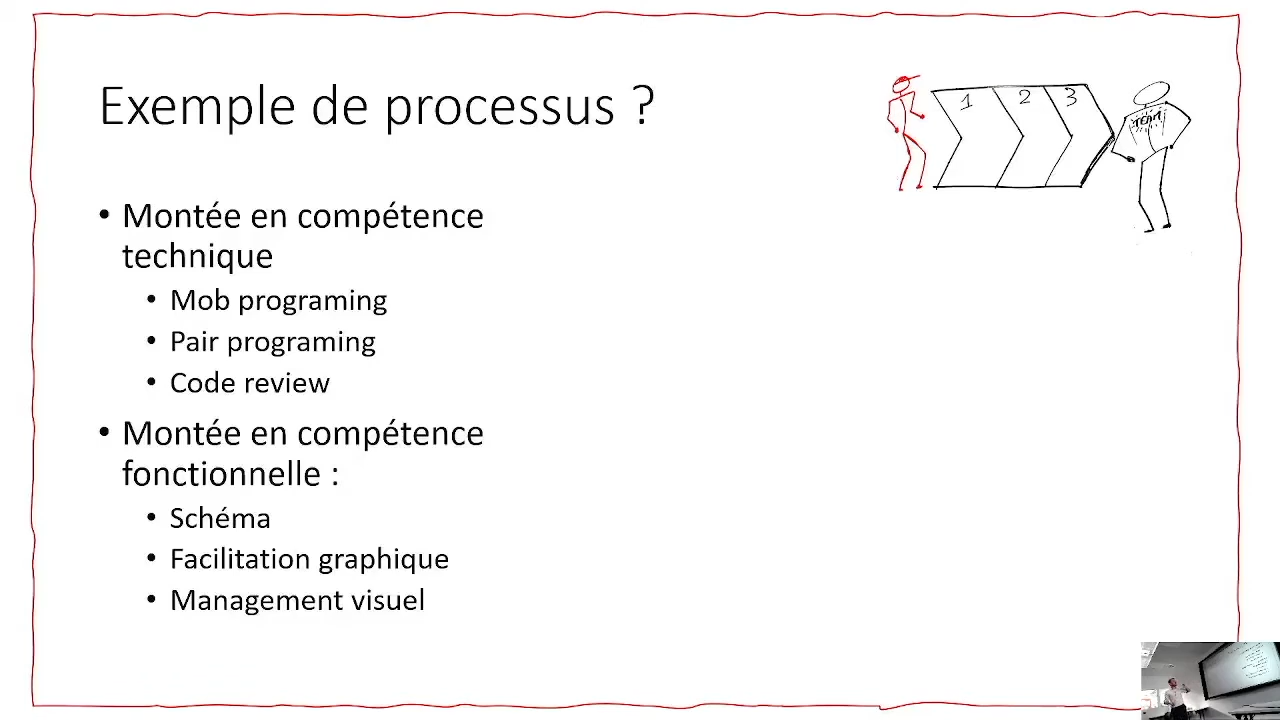 Exemple de processus ?
1 2 3
• Montée en compétence
technique
• Mob programing
• Pair programing
• Code review
• Montée en compétence
fonctionnelle :
• Schéma
• Facilitation graphique
• Management visuel